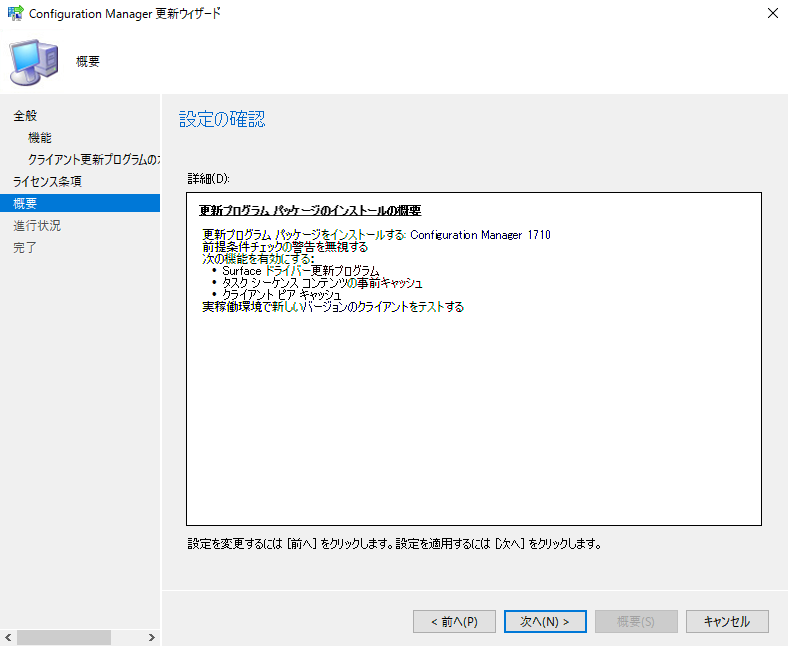 Configuration Manager 更新ウィザード
概要
全般
機能
クライアント更新プログラムの
ライセンス条項
概要
進行状況
完了
設定の確認
詳細(D):
更新プログラム パッケージのインストールの概要
更新プログラム パッケージをインストールする: Configuration Manager 1710
前提条件チェックの警告を無視する
次の機能を有効にする:
• Surface ドライバー更新プログラム
• タスク シーケンス コンテンツの事前キャッシュ
• クライアント ピア キャッシュ
実稼働環境で新しいバージョンのクライアントをテストする
設定を変更するには [前へ] をクリックします。設定を適用するには [次へ] をクリックします。
< 前へ(P)
次へ(N) >
概要(S)
キャンセル